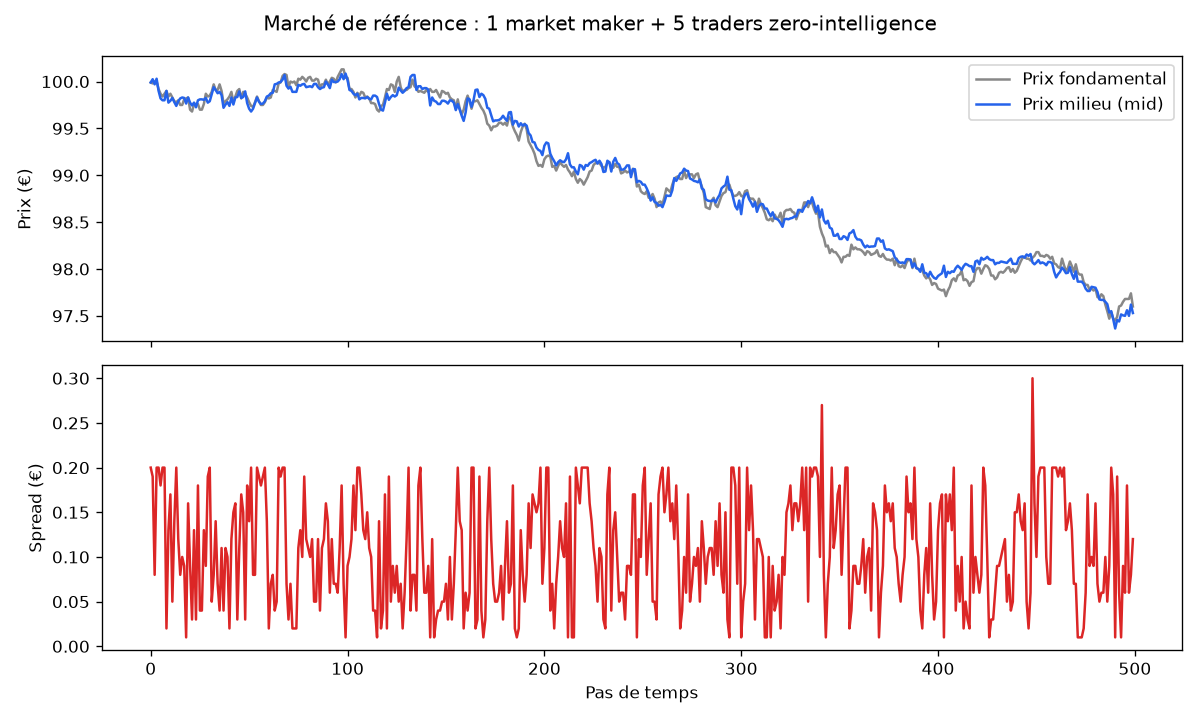 Marché de référence : 1 market maker + 5 traders zero-intelligence
Prix (€)
100.0
99.5
99.0
98.5
98.0
97.5
Prix fondamental
Prix milieu (mid)
Spread (€)
0.30
0.25
0.20
0.15
0.10
0.05
0.00
0 100 200 300 400 500
Pas de temps